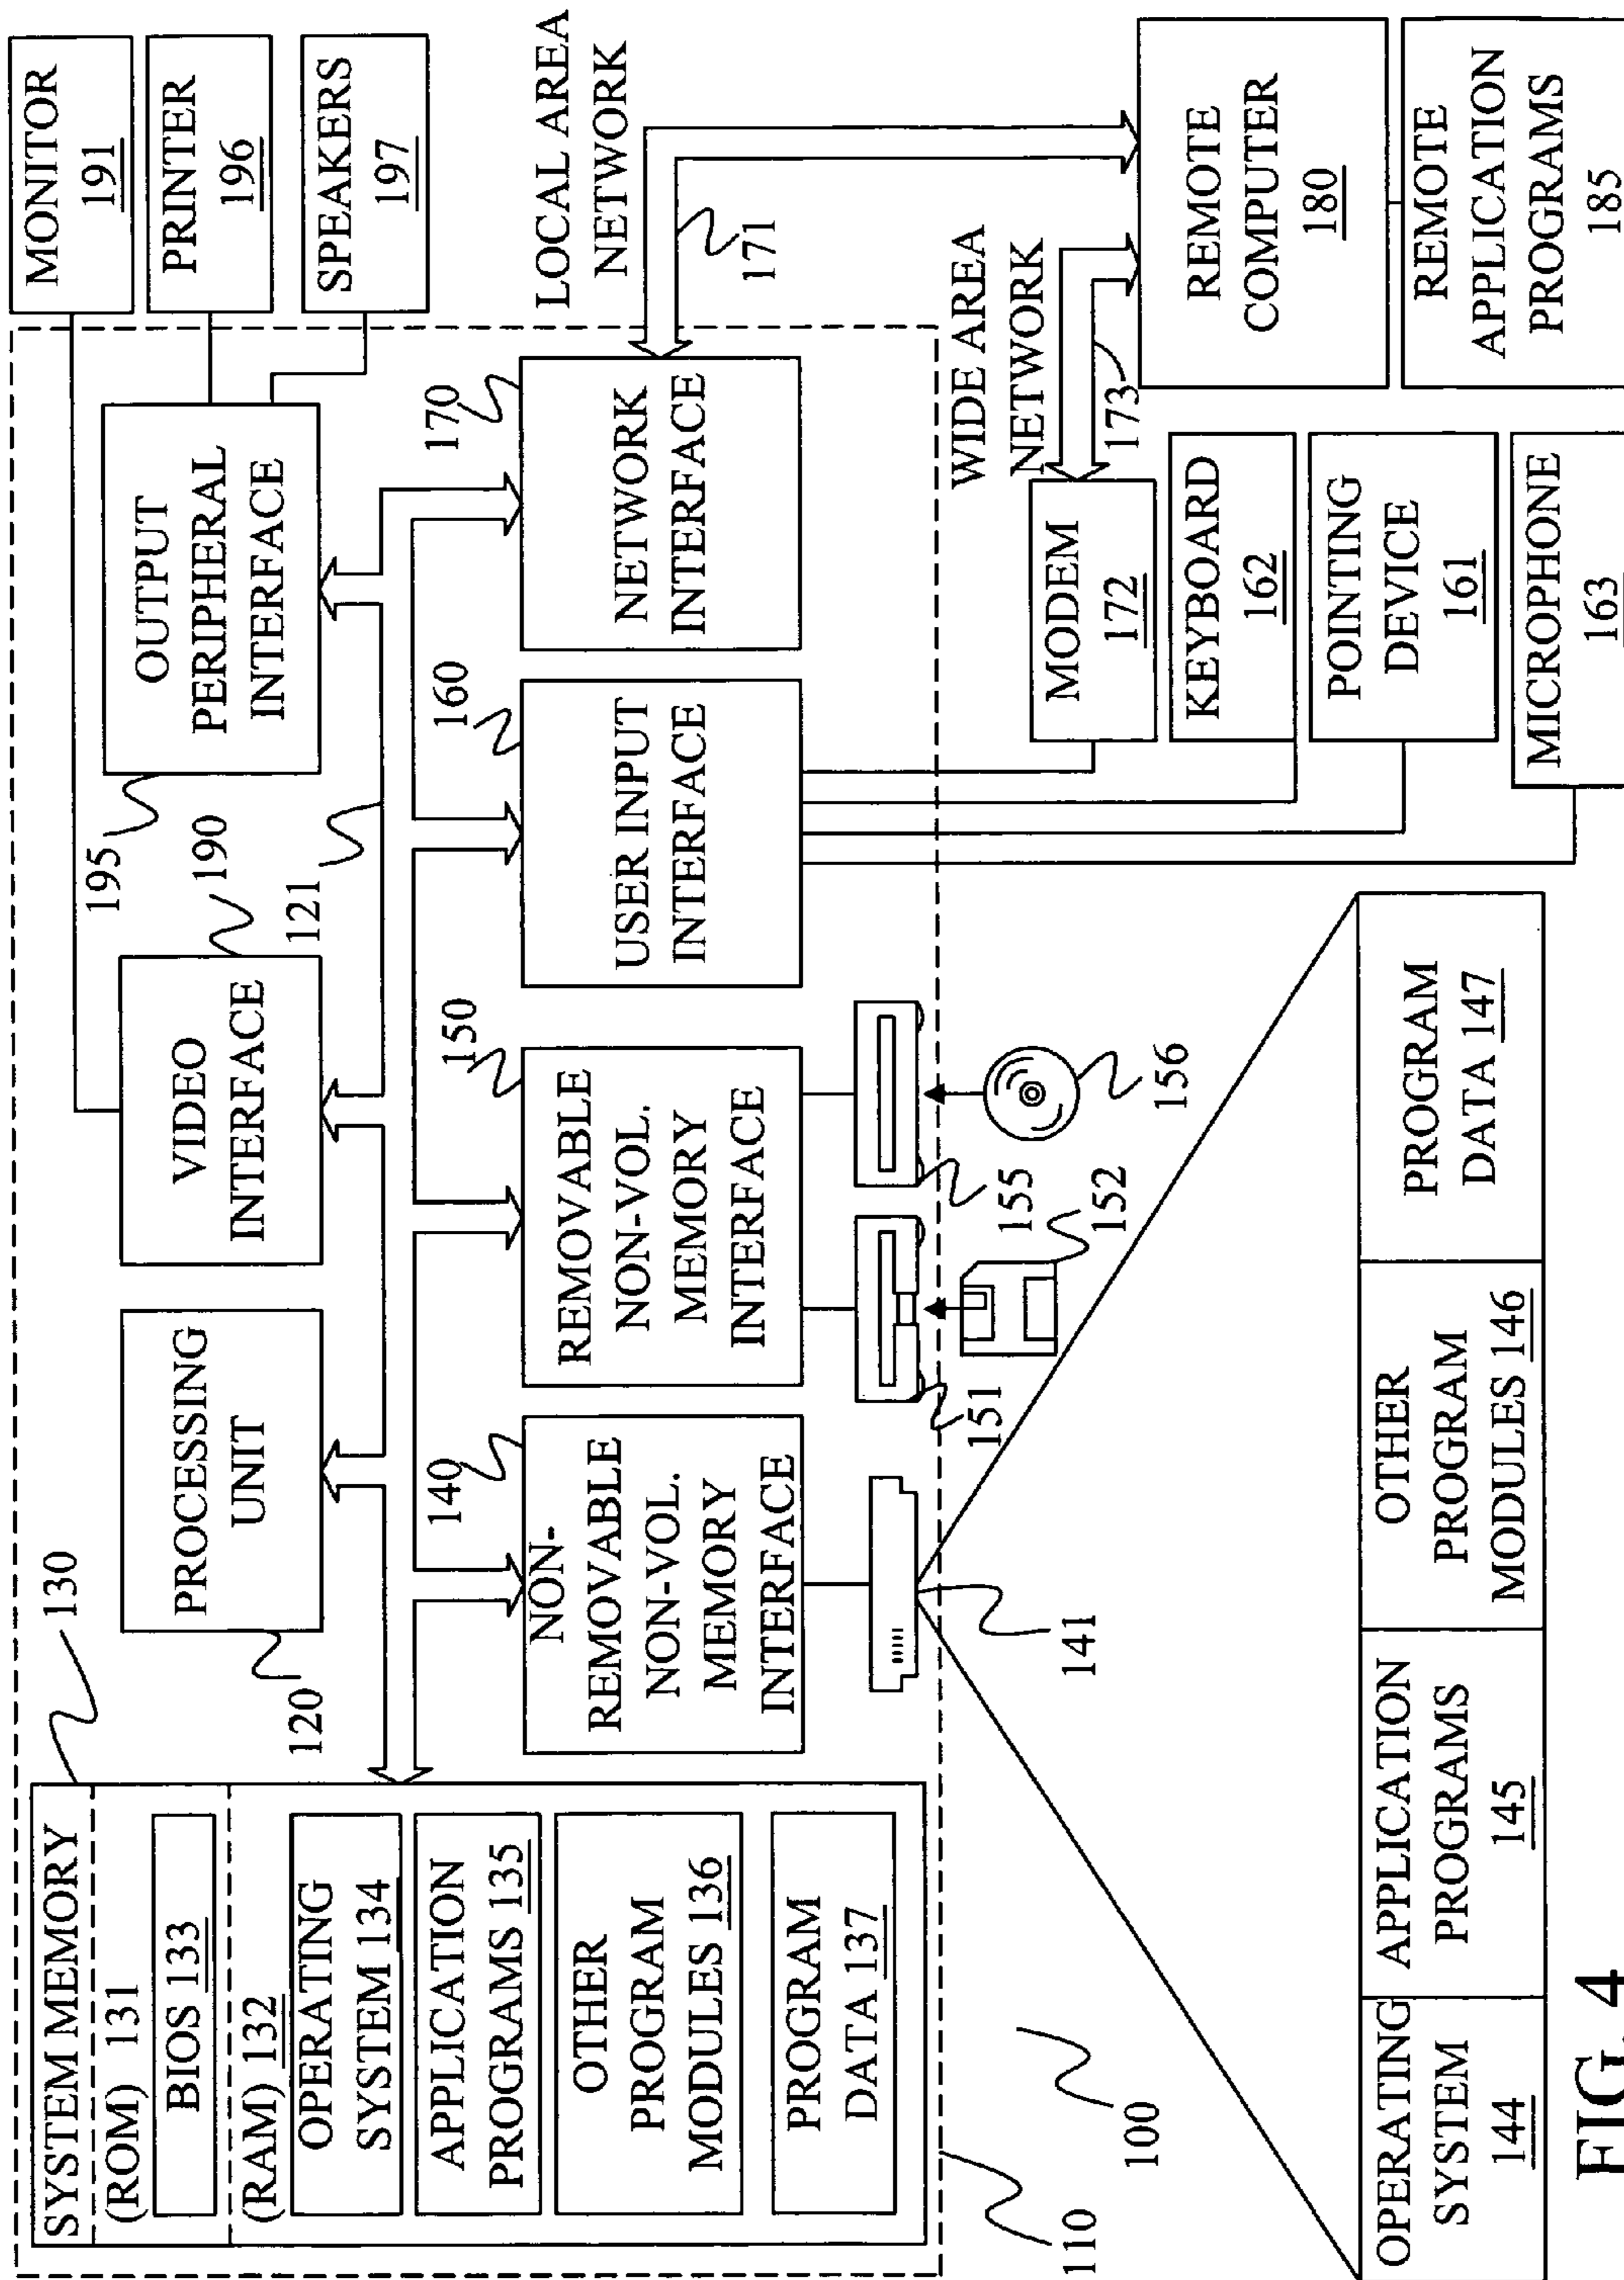 SYSTEM MEMORY
(ROM) 131
BIOS 133
(RAM) 132
OPERATING
SYSTEM 134
APPLICATION
PROGRAMS 135
OTHER
PROGRAM
MODULES 136
PROGRAM
DATA 137
130
120
PROCESSING
UNIT
VIDEO
INTERFACE
190
121
195
OUTPUT
PERIPHERAL
INTERFACE
MONITOR
191
PRINTER
196
SPEAKERS
197
140
NON-
REMOVABLE
NON-VOL.
MEMORY
INTERFACE
150
REMOVABLE
NON-VOL.
MEMORY
INTERFACE
160
USER INPUT
INTERFACE
170
NETWORK
INTERFACE
LOCAL AREA
NETWORK
171
WIDE AREA
NETWORK
173
MODEM
172
KEYBOARD
162
POINTING
DEVICE
161
MICROPHONE
163
REMOTE
COMPUTER
180
REMOTE
APPLICATION
PROGRAMS
185
141
151
152
155
156
110
100
OPERATING
SYSTEM
144
APPLICATION
PROGRAMS
145
OTHER
PROGRAM
MODULES 146
PROGRAM
DATA 147
FIG. 4